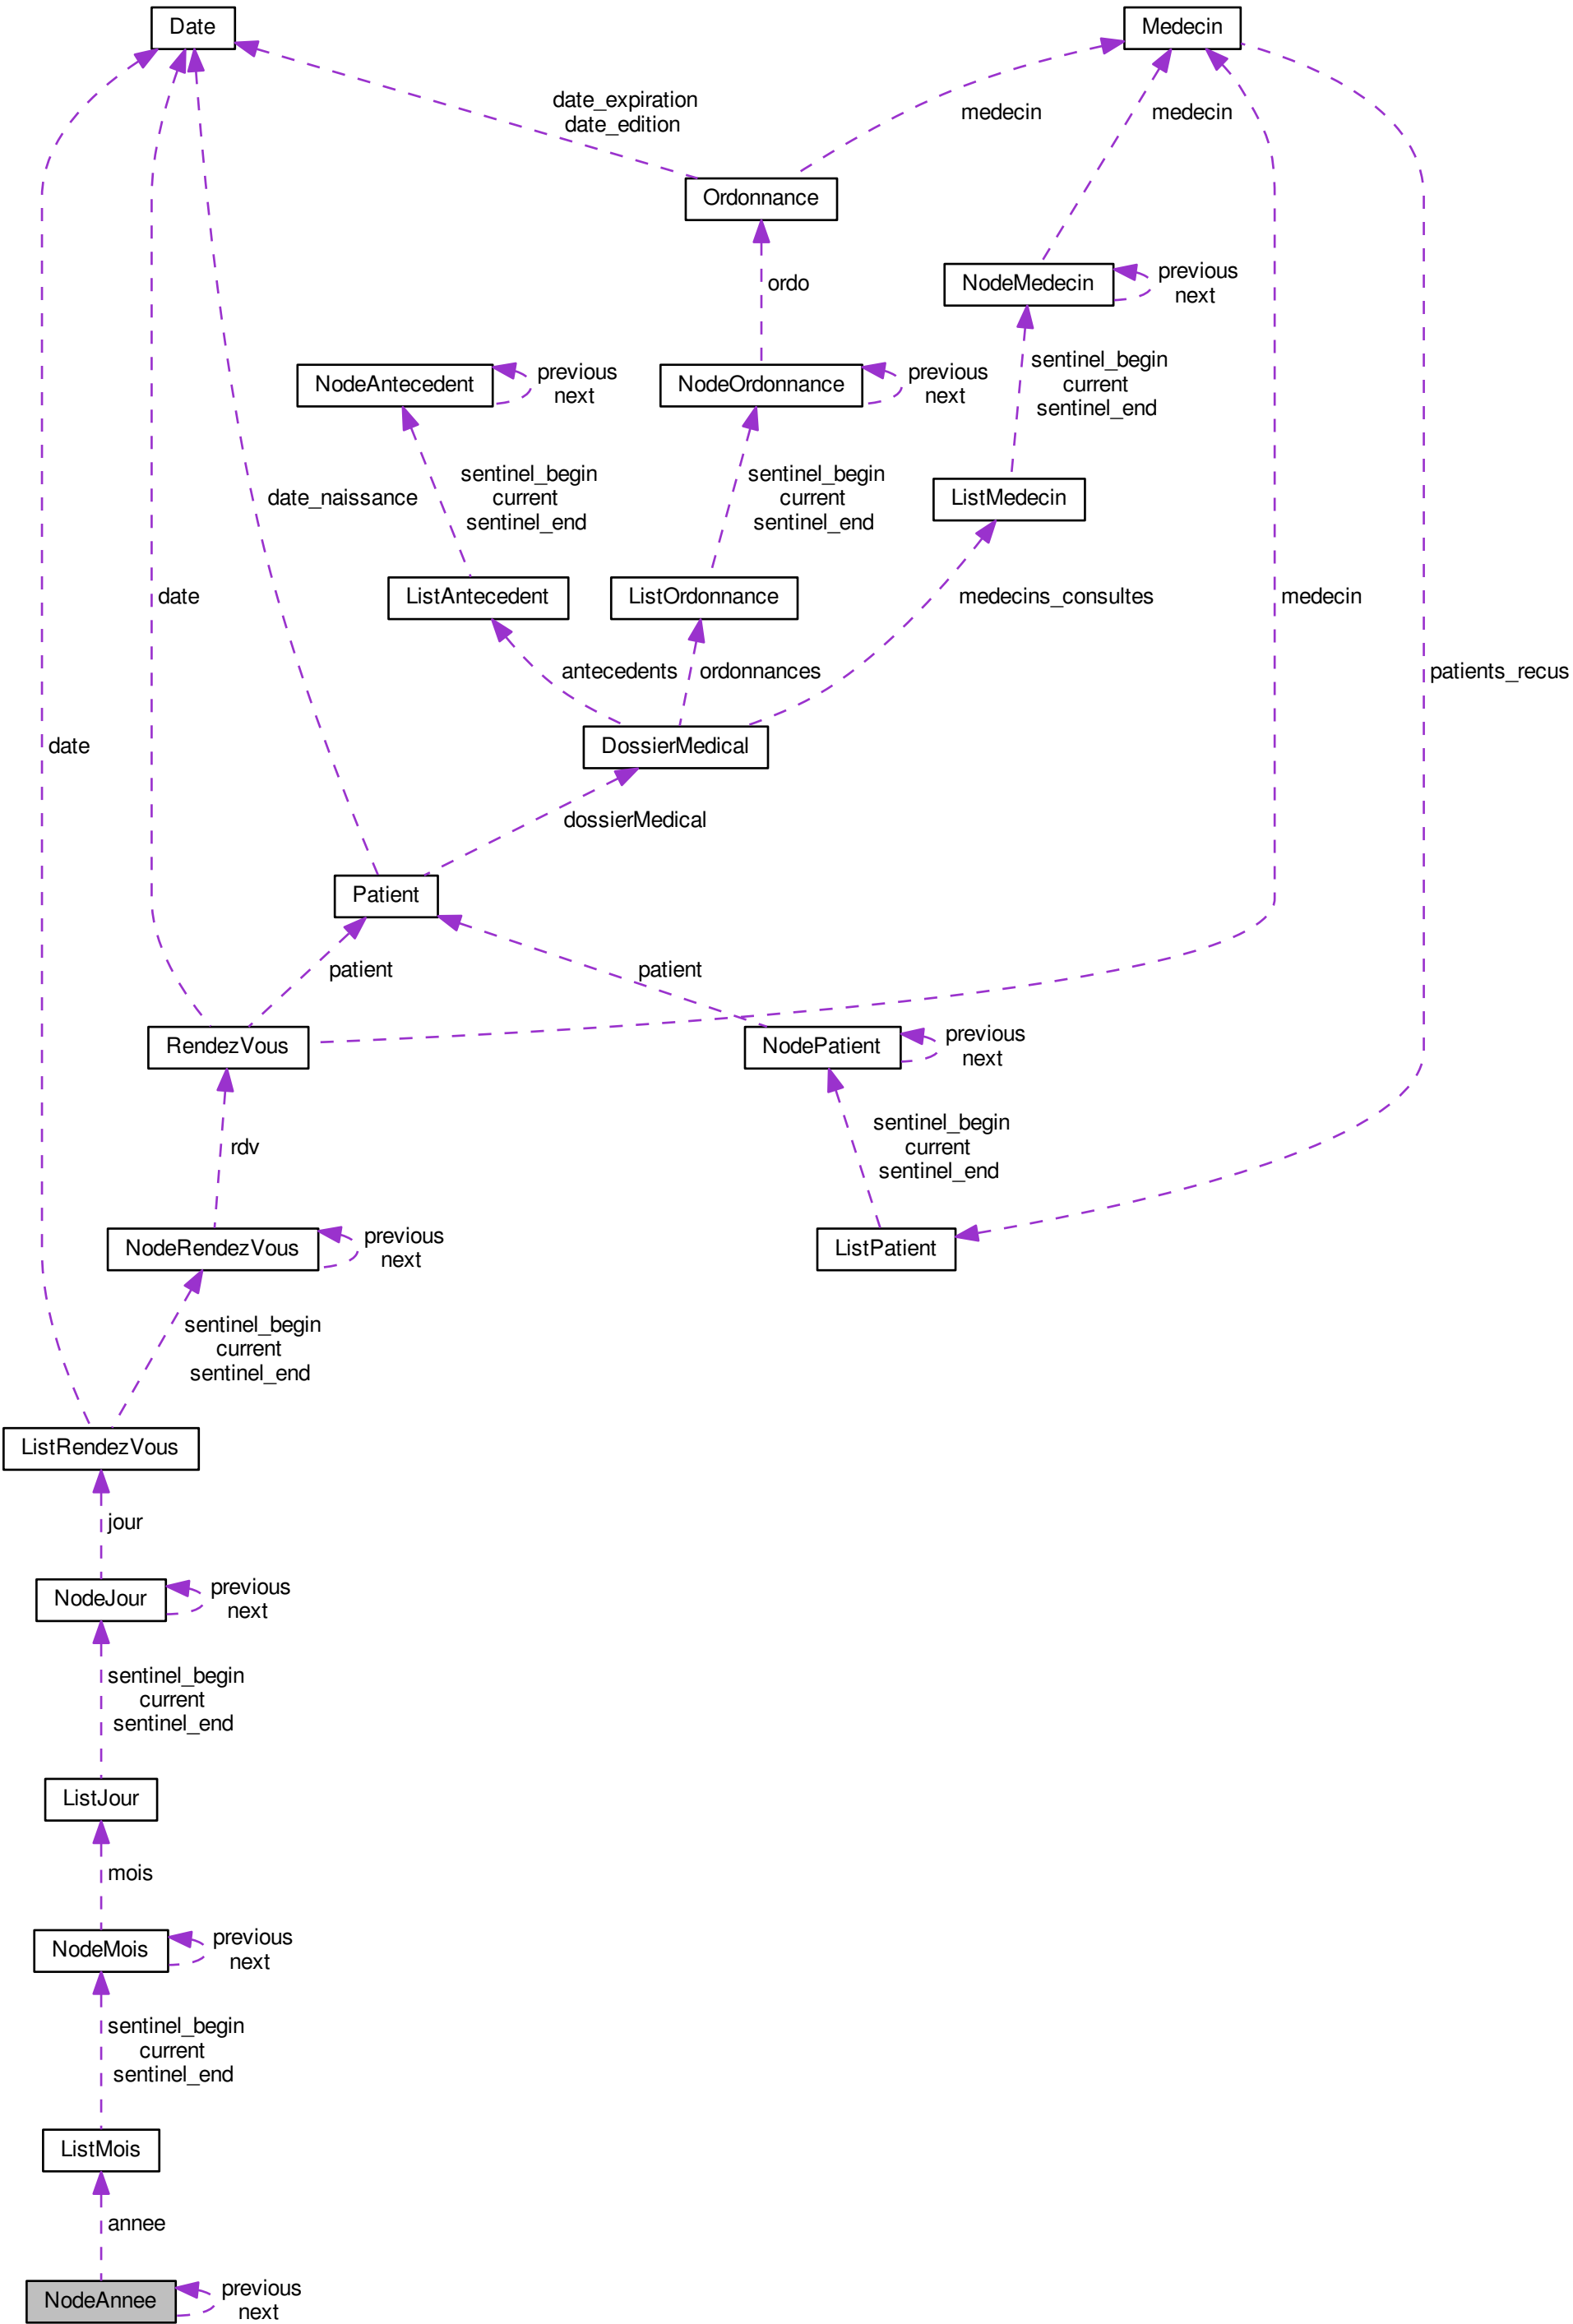 Date
Medecin
date_expiration
date_edition
medecin
medecin
Ordonnance
NodeMedecin
previous
next
ordo
sentinel_begin
current
sentinel_end
NodeAntecedent
previous
next
NodeOrdonnance
previous
next
date_naissance
sentinel_begin
current
sentinel_end
sentinel_begin
current
sentinel_end
ListMedecin
date
ListAntecedent
ListOrdonnance
medecins_consultes
medecin
antecedents
ordonnances
patients_recus
date
DossierMedical
dossierMedical
Patient
patient
patient
RendezVous
NodePatient
previous
next
rdv
sentinel_begin
current
sentinel_end
NodeRendezVous
previous
next
ListPatient
sentinel_begin
current
sentinel_end
ListRendezVous
jour
NodeJour
previous
next
sentinel_begin
current
sentinel_end
ListJour
mois
NodeMois
previous
next
sentinel_begin
current
sentinel_end
ListMois
annee
NodeAnnee
previous
next